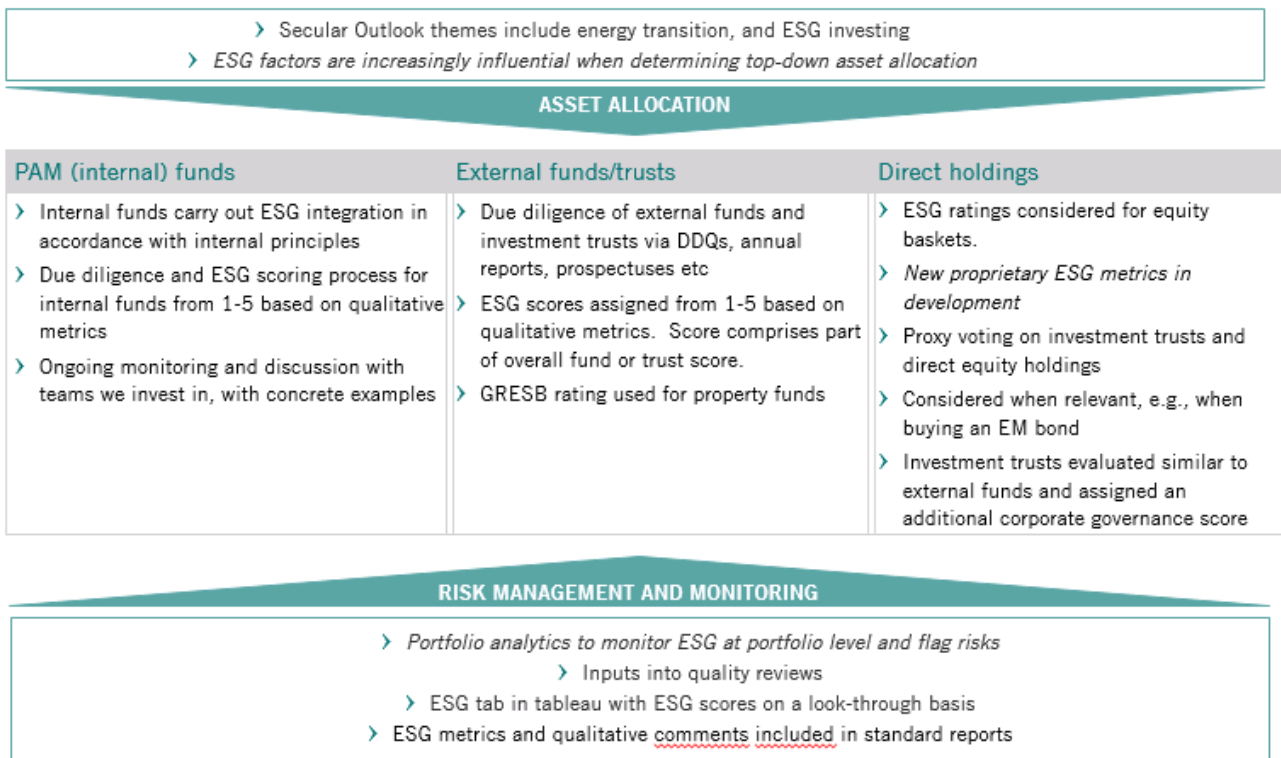 › Secular Outlook themes include energy transition, and ESG investing
› ESG factors are increasingly influential when determining top-down asset allocation
ASSET ALLOCATION
PAM (internal) funds
› Internal funds carry out ESG integration in
accordance with internal principles
› Due diligence and ESG scoring process for
internal funds from 1-5 based on qualitative
metrics
› Ongoing monitoring and discussion with
teams we invest in, with concrete examples
External funds/trusts
› Due diligence of external funds and
investment trusts via DDQs, annual
reports, prospectuses etc
› ESG scores assigned from 1-5 based on
qualitative metrics.  Score comprises part
of overall fund or trust score.
› GRESB rating used for property funds
Direct holdings
› ESG ratings considered for equity
baskets.
› New proprietary ESG metrics in
development
› Proxy voting on investment trusts and
direct equity holdings
› Considered when relevant, e.g., when
buying an EM bond
› Investment trusts evaluated similar to
external funds and assigned an
additional corporate governance score
RISK MANAGEMENT AND MONITORING
› Portfolio analytics to monitor ESG at portfolio level and flag risks
› Inputs into quality reviews
› ESG tab in tableau with ESG scores on a look-through basis
› ESG metrics and qualitative comments included in standard reports